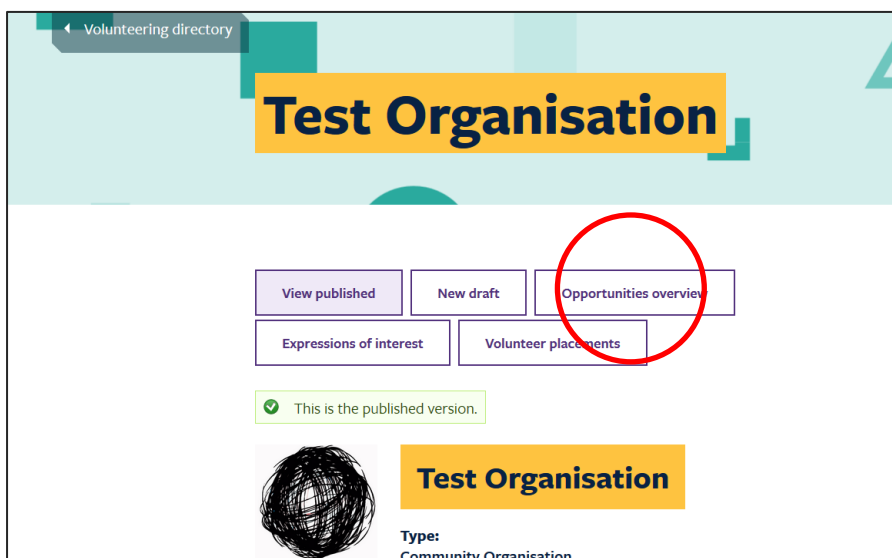 Volunteering directory
Test Organisation
View published New draft Opportunities overview
Expressions of interest Volunteer placements
This is the published version.
Test Organisation
Type:
Community Organisation